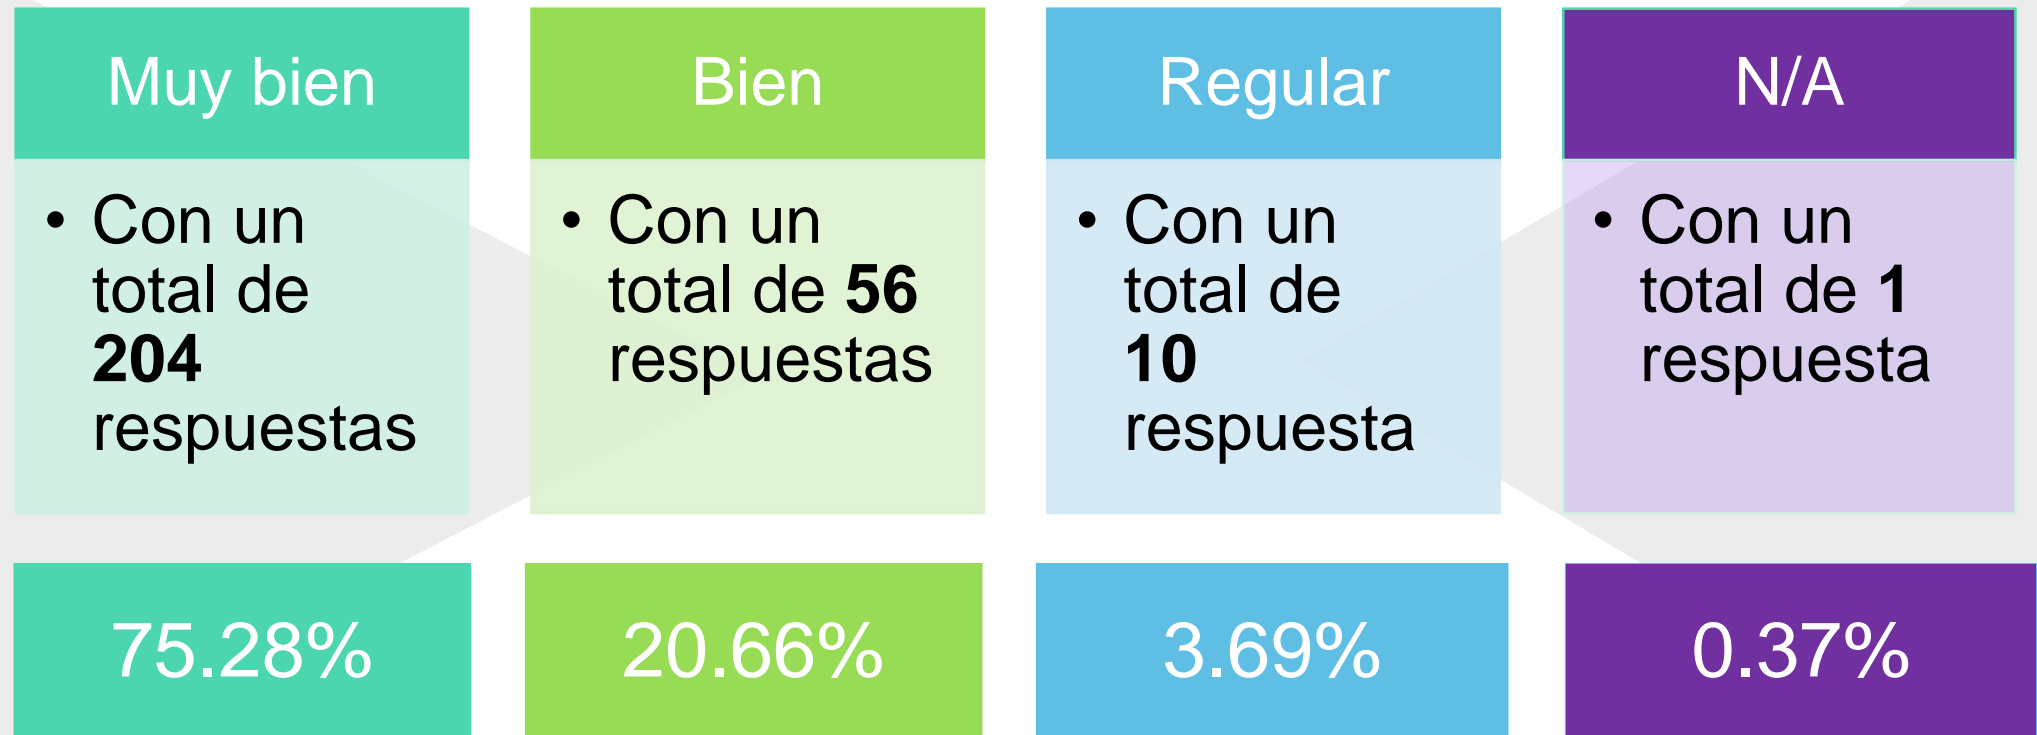 Muy bien
• Con un
total de
204
respuestas
75.28%
Bien
• Con un
total de 56
respuestas
20.66%
Regular
• Con un
total de
10
respuesta
3.69%
N/A
• Con un
total de 1
respuesta
0.37%